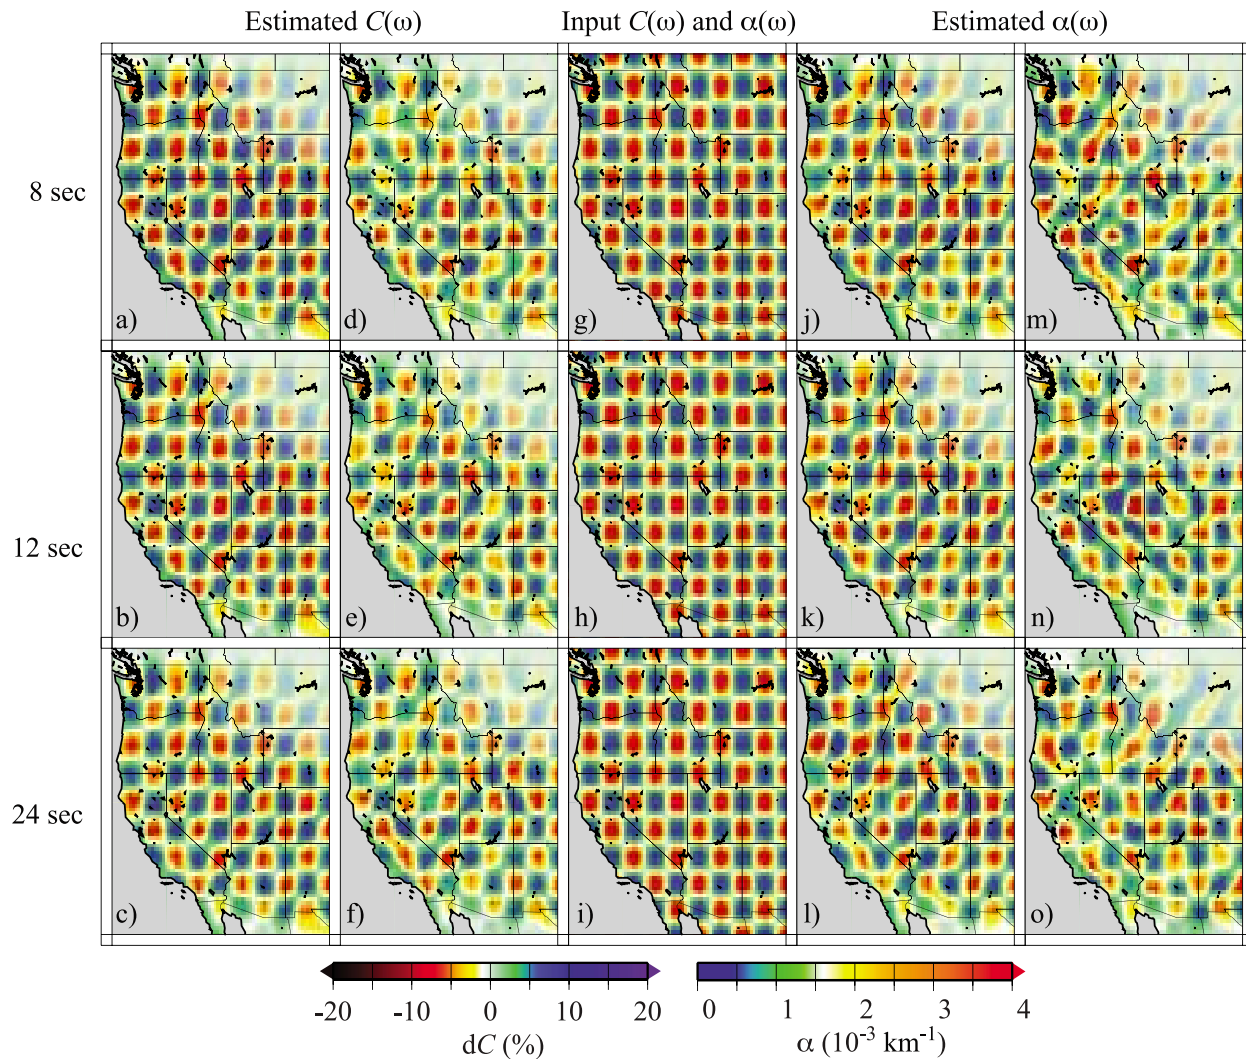 Estimated C(ω)
Input C(ω) and α(ω)
Estimated α(ω)
8 sec
a)
d)
g)
j)
m)
12 sec
b)
e)
h)
k)
n)
24 sec
c)
f)
i)
l)
o)
-20 -10 0 10 20
dC (%)
0 1 2 3 4
α (10⁻³ km⁻¹)